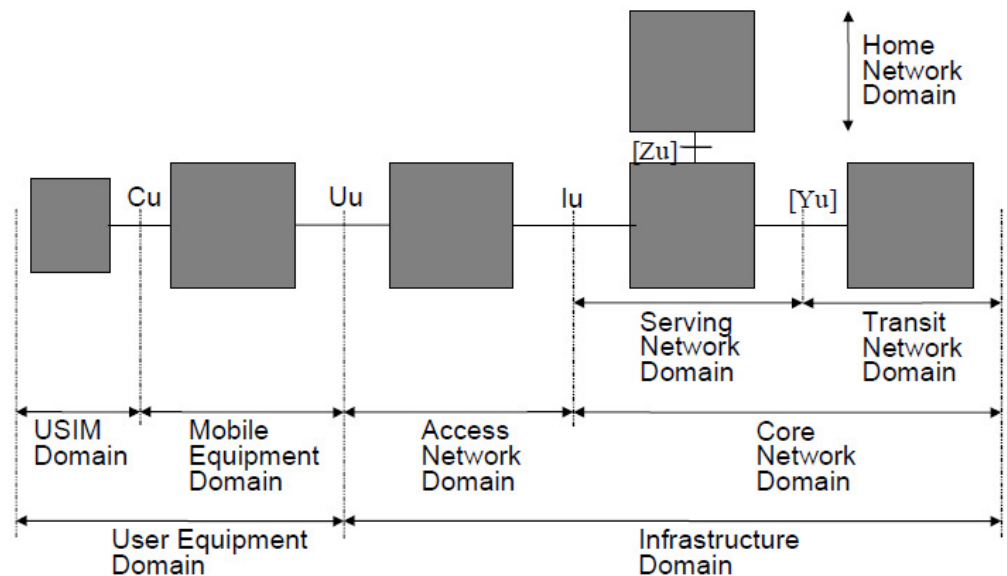 Home
Network
Domain
[Zu]
Cu
Uu
Iu
[Yu]
Serving
Network
Domain
Transit
Network
Domain
USIM
Domain
Mobile
Equipment
Domain
Access
Network
Domain
Core
Network
Domain
User Equipment
Domain
Infrastructure
Domain